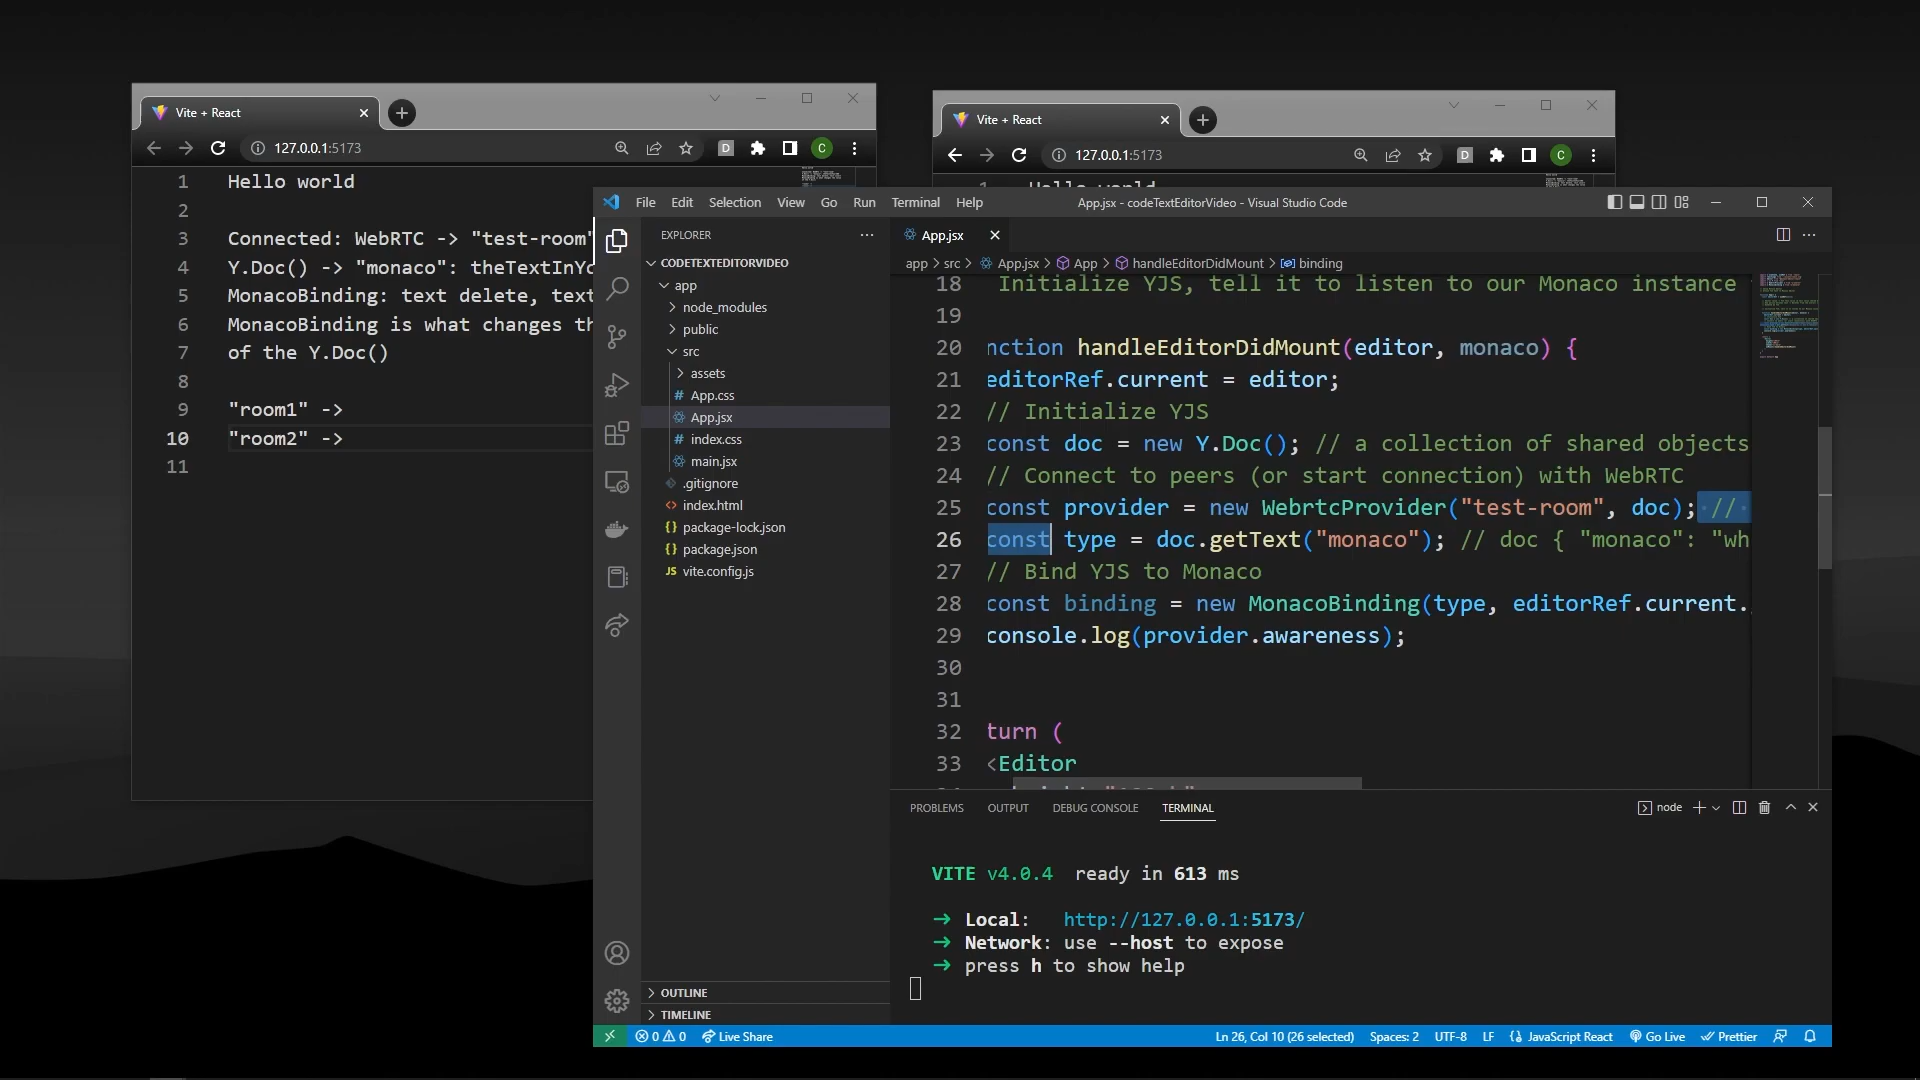 Vite + React
127.0.0.1:5173
D
C
1 Hello world
2
3 Connected: WebRTC -> "test-room"
4 Y.Doc() -> "monaco":
5 MonacoBinding: text delete, text
6 MonacoBinding is what changes
7 of the Y.Doc()
8
9 "room1" ->
10 "room2" ->
11
Vite + React
127.0.0.1:5173
D
C
1 Hello world
File Edit Selection View Go Run Terminal Help
App.jsx - codeTextEditorVideo - Visual Studio Code
EXPLORER
CODETEXTEDITORVIDEO
app
node_modules
public
src
assets
# App.css
App.jsx
# index.css
main.jsx
.gitignore
<> index.html
{} package-lock.json
{} package.json
JS vite.config.js
OUTLINE
TIMELINE
App.jsx
app > src > App.jsx > App > handleEditorDidMount > binding
18 Initialize YJS, tell it to listen to our Monaco instance
19
20 nction handleEditorDidMount(editor, monaco) {
21 editorRef.current = editor;
22 // Initialize YJS
23 const doc = new Y.Doc(); // a collection of shared objects
24 // Connect to peers (or start connection) with WebRTC
25 const provider = new WebrtcProvider("test-room", doc); //
26 const type = doc.getText("monaco"); // doc { "monaco": "wh
27 // Bind YJS to Monaco
28 const binding = new MonacoBinding(type, editorRef.current.
29 console.log(provider.awareness);
30
31
32 turn (
33 <Editor
PROBLEMS OUTPUT DEBUG CONSOLE TERMINAL
node
VITE v4.0.4 ready in 613 ms
➜ Local: http://127.0.0.1:5173/
➜ Network: use --host to expose
➜ press h to show help
0 0 Live Share
Ln 26, Col 10 (26 selected) Spaces: 2 UTF-8 LF {} JavaScript React Go Live Prettier